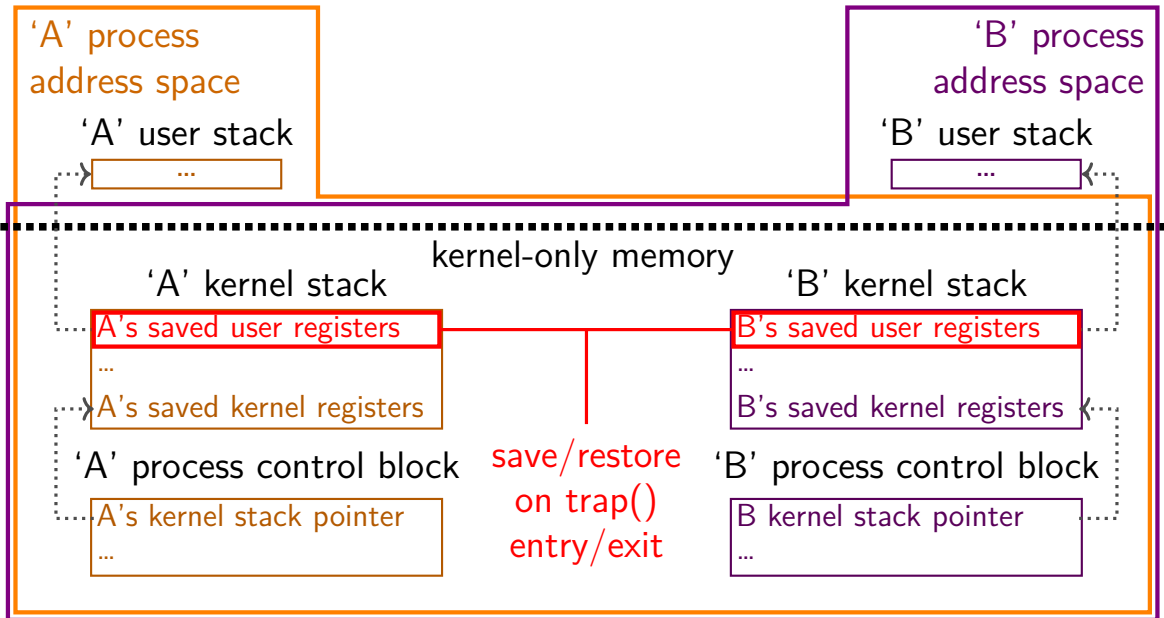 ‘A’ process
address space
‘B’ process
address space
‘A’ user stack
...
‘B’ user stack
...
kernel-only memory
‘A’ kernel stack
A's saved user registers
...
A's saved kernel registers
‘B’ kernel stack
B's saved user registers
...
B's saved kernel registers
save/restore
on trap()
entry/exit
‘A’ process control block
A's kernel stack pointer
...
‘B’ process control block
B kernel stack pointer
...